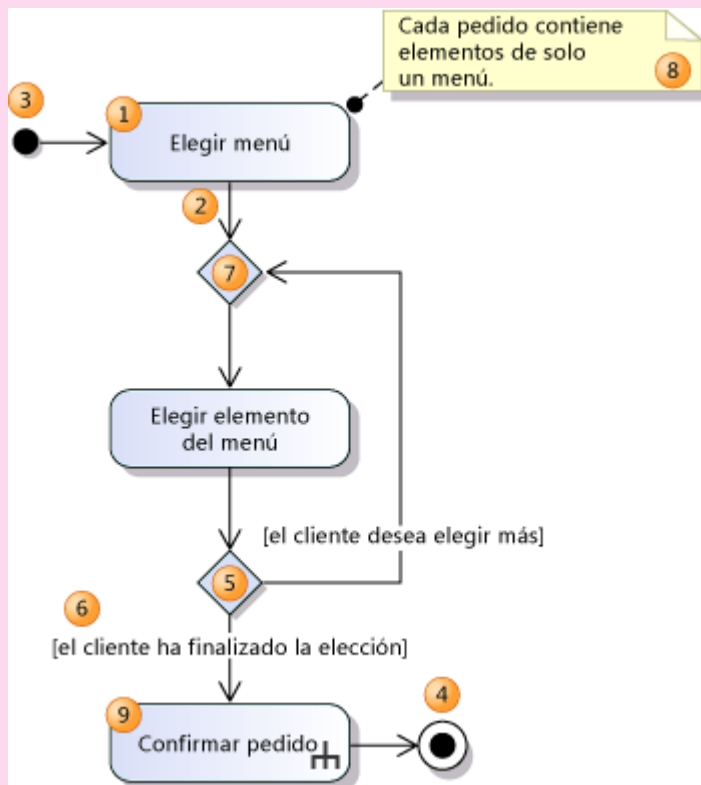 Cada pedido contiene
elementos de solo
un menú.
8
3
1
Elegir menú
2
7
Elegir elemento
del menú
[el cliente desea elegir más]
5
6
[el cliente ha finalizado la elección]
4
9
Confirmar pedido